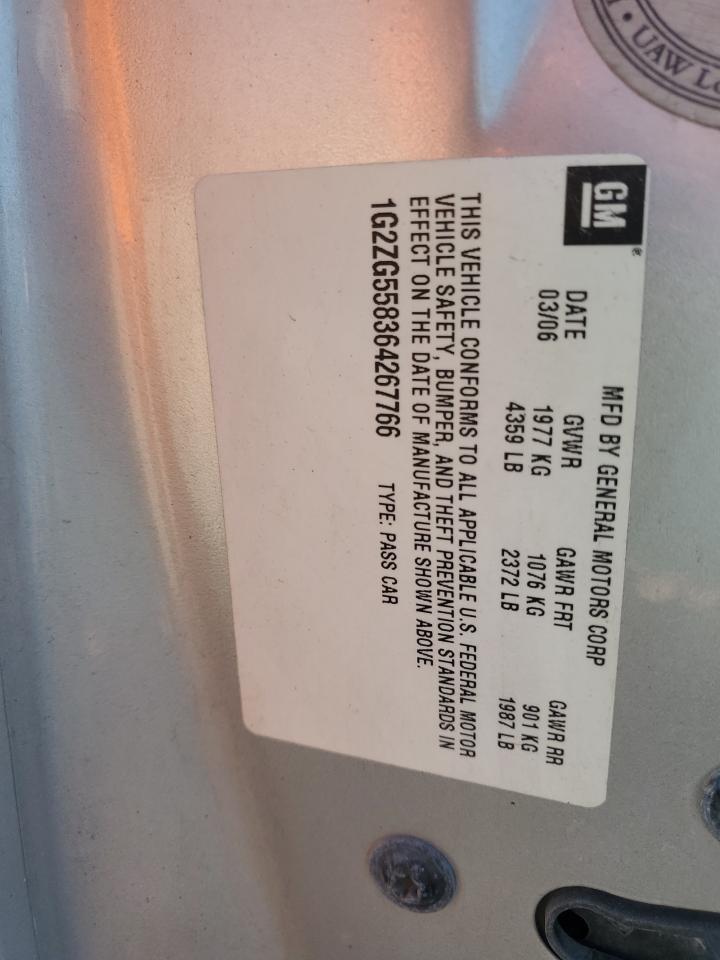 UAW
GM
®
MFD BY GENERAL MOTORS CORP
DATE GVWR GAWR FRT GAWR RR
03/06 1977 KG 1076 KG 901 KG
4359 LB 2372 LB 1987 LB
THIS VEHICLE CONFORMS TO ALL APPLICABLE U.S. FEDERAL MOTOR
VEHICLE SAFETY, BUMPER, AND THEFT PREVENTION STANDARDS IN
EFFECT ON THE DATE OF MANUFACTURE SHOWN ABOVE.
1G2ZG558364267766 TYPE: PASS CAR